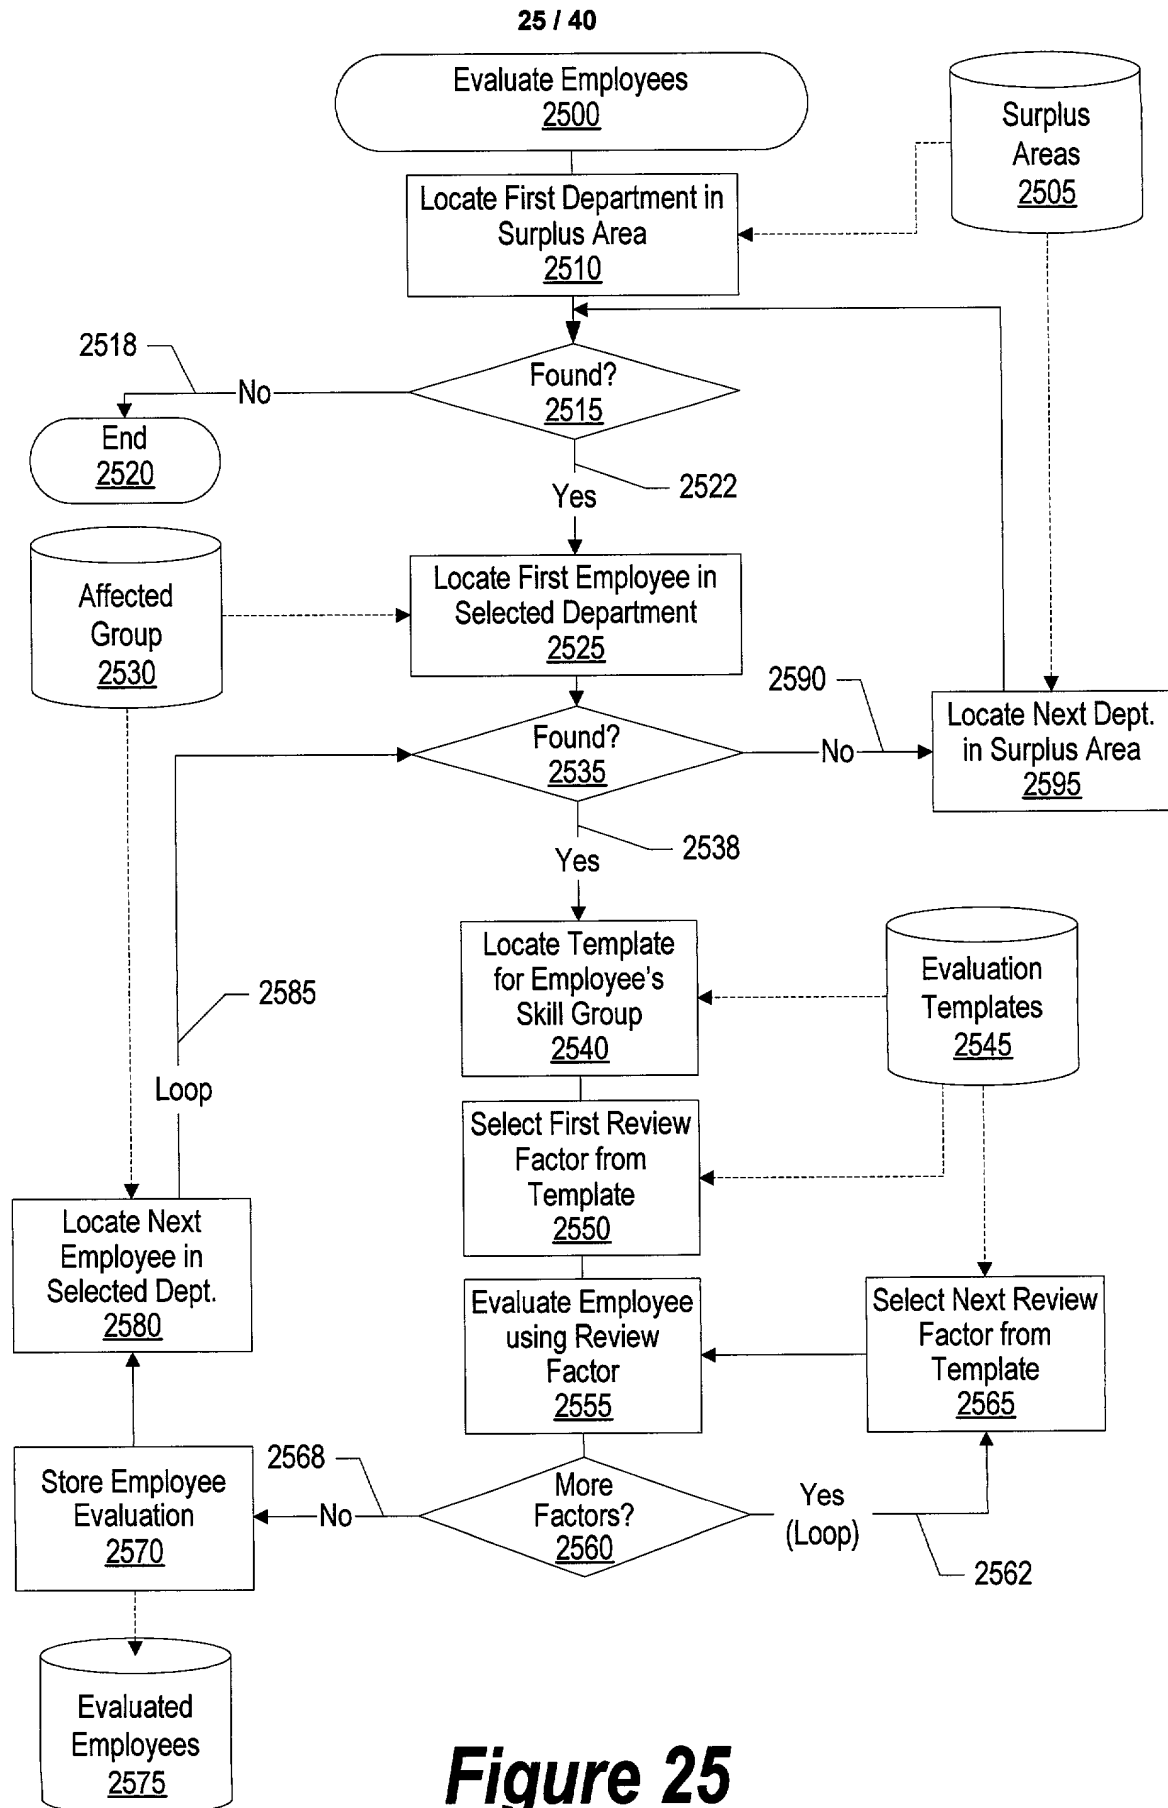 25 / 40
Evaluate Employees
2500
Surplus
Areas
2505
Locate First Department in
Surplus Area
2510
2518
No
Found?
2515
End
2520
2522
Yes
Affected
Group
2530
Locate First Employee in
Selected Department
2525
2590
Found?
2535
No
Locate Next Dept.
in Surplus Area
2595
2538
Yes
Locate Template
for Employee's
Skill Group
2540
Evaluation
Templates
2545
2585
Loop
Select First Review
Factor from
Template
2550
Locate Next
Employee in
Selected Dept.
2580
Evaluate Employee
using Review
Factor
2555
Select Next Review
Factor from
Template
2565
2568
Store Employee
Evaluation
2570
No
More
Factors?
2560
Yes
(Loop)
2562
Evaluated
Employees
2575
Figure 25